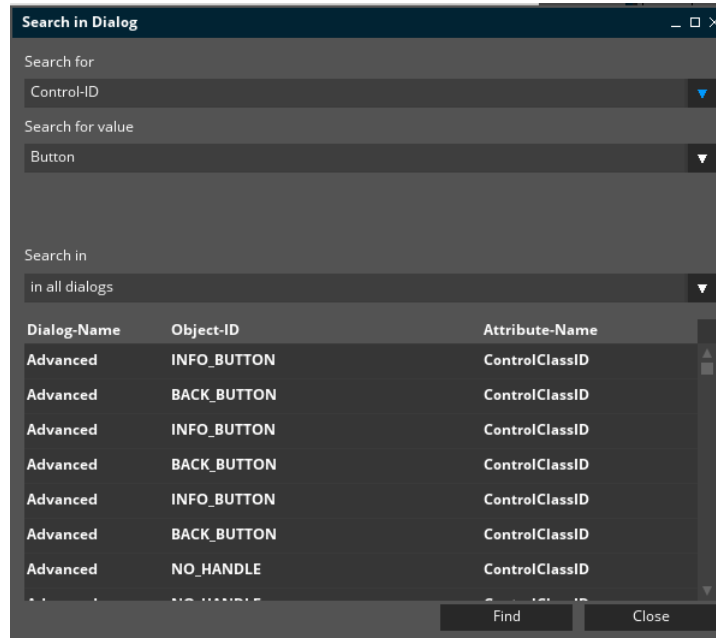 Search in Dialog
Search for
Control-ID
Search for value
Button
Search in
in all dialogs
Dialog-Name Object-ID Attribute-Name
Advanced INFO_BUTTON ControlClassID
Advanced BACK_BUTTON ControlClassID
Advanced INFO_BUTTON ControlClassID
Advanced BACK_BUTTON ControlClassID
Advanced INFO_BUTTON ControlClassID
Advanced BACK_BUTTON ControlClassID
Advanced NO_HANDLE ControlClassID
Find Close